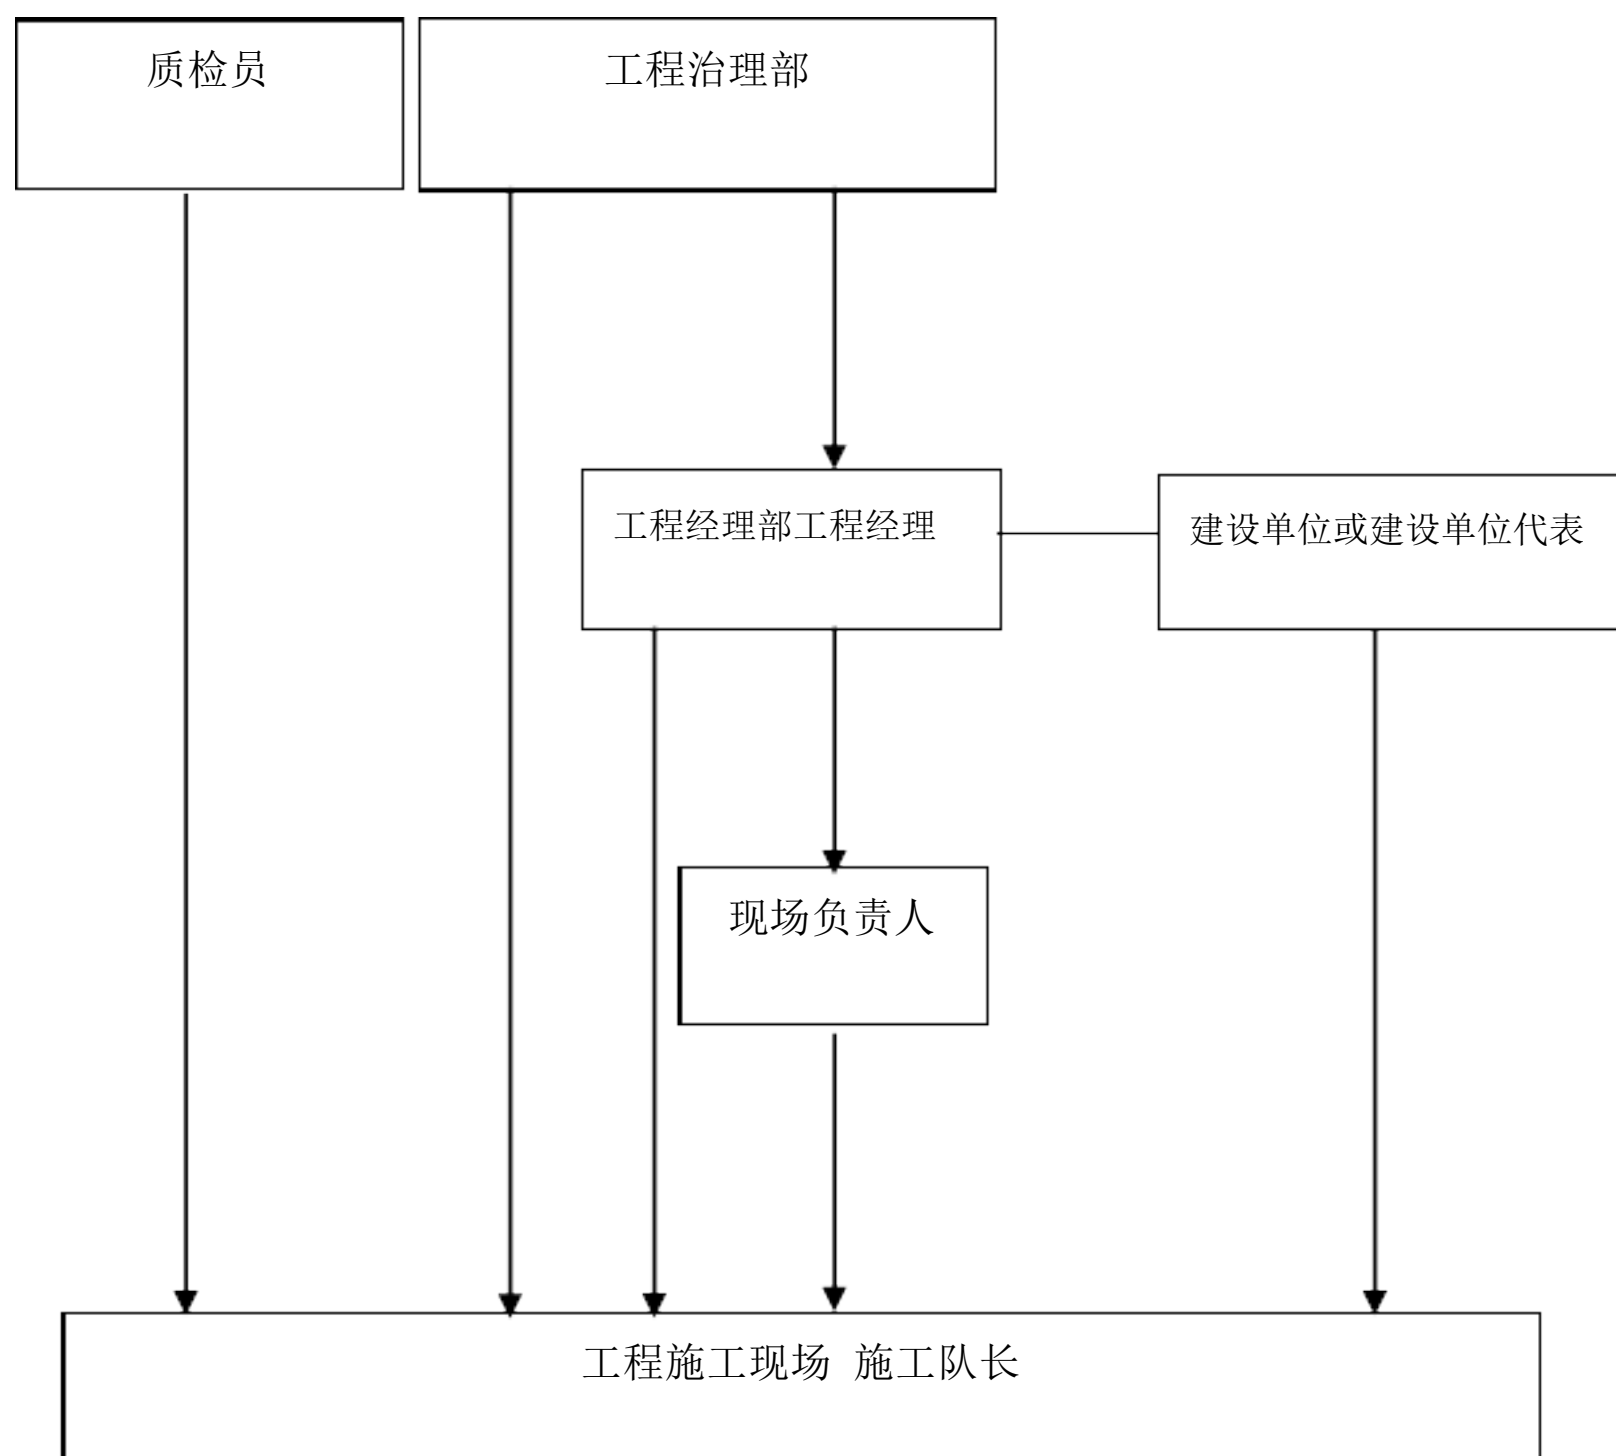 质检员
工程治理部
工程经理部工程经理
建设单位或建设单位代表
现场负责人
工程施工现场 施工队长